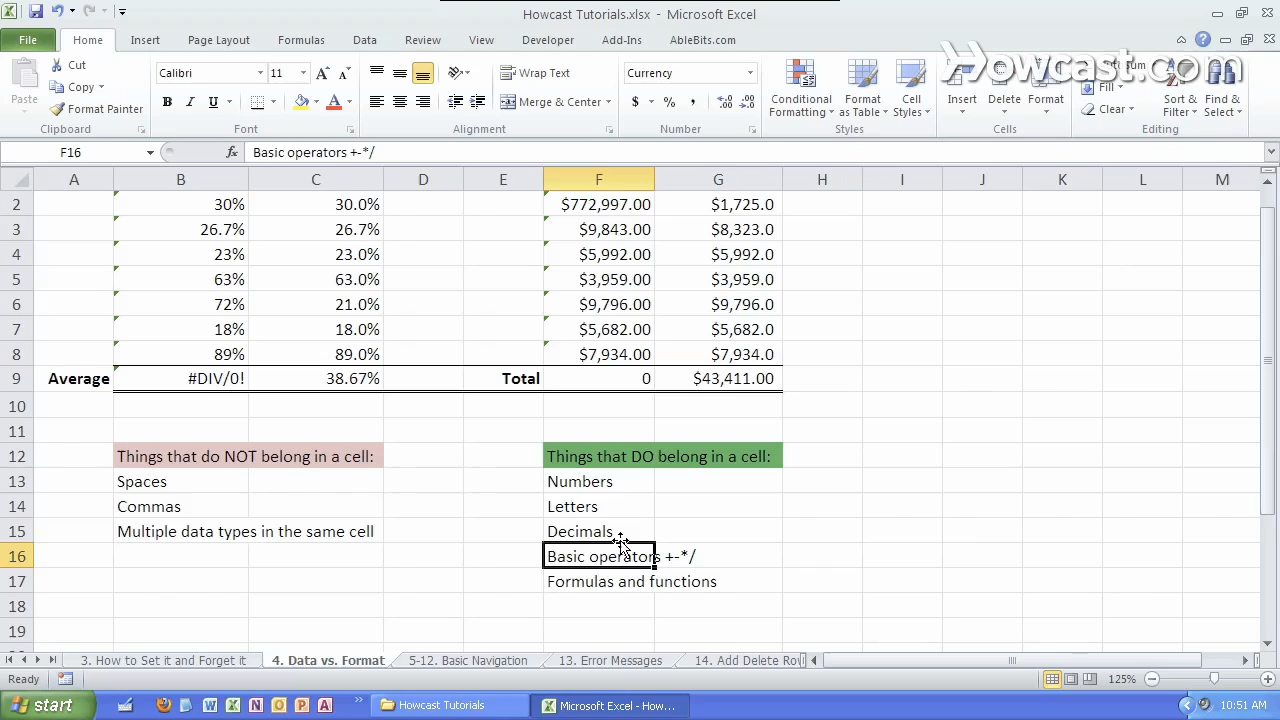 Howcast Tutorials.xlsx - Microsoft Excel
File Home Insert Page Layout Formulas Data Review View Developer Add-Ins AbleBits.com
Howcast.com
Paste Cut Copy Format Painter Clipboard
Calibri 11 B I U A Font
Wrap Text Merge & Center Alignment
Currency $ % , Number
Conditional Formatting Format as Table Cell Styles Styles
Insert Delete Format Cells
Fill Clear Sort & Filter Find & Select Editing
F16 fx Basic operators +-*/
A B C D E F G H I J K L M
2 30% 30.0% $772,997.00 $1,725.0
3 26.7% 26.7% $9,843.00 $8,323.0
4 23% 23.0% $5,992.00 $5,992.0
5 63% 63.0% $3,959.00 $3,959.0
6 72% 21.0% $9,796.00 $9,796.0
7 18% 18.0% $5,682.00 $5,682.0
8 89% 89.0% $7,934.00 $7,934.0
9 Average #DIV/0! 38.67% Total 0 $43,411.00
10
11
12 Things that do NOT belong in a cell: Things that DO belong in a cell:
13 Spaces Numbers
14 Commas Letters
15 Multiple data types in the same cell Decimals
16 Basic operators +-*/
17 Formulas and functions
18
19
3. How to Set it and Forget it 4. Data vs. Format 5-12. Basic Navigation 13. Error Messages 14. Add Delete Ro
Ready 125%
start Howcast Tutorials Microsoft Excel - How... 10:51 AM